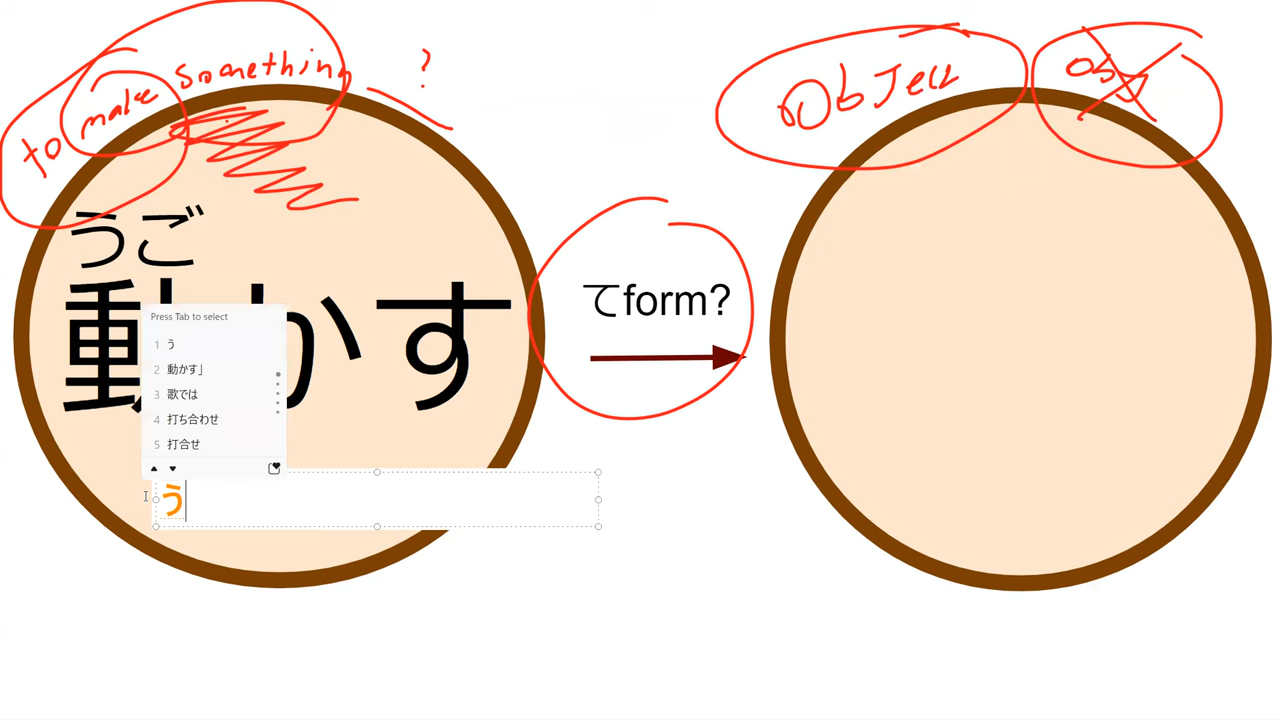 to make something ?
Object
obj
うご
動かす
てform?
Press Tab to select
1 う
2 動かす」
3 歌では
4 打ち合わせ
5 打合せ
う